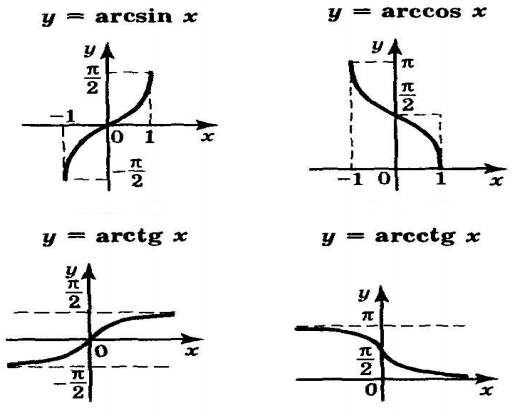 y = arcsin x
y
π/2
-1
0
1
x
-π/2
y = arccos x
y
π
π/2
-1
0
1
x
y = arctg x
y
π/2
0
x
-π/2
y = arcctg x
y
π
π/2
0
x